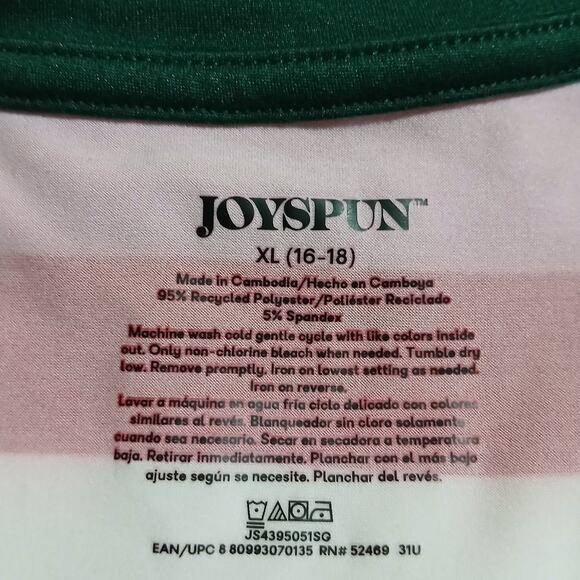 JOYSPUN™
XL (16-18)
Made in Cambodia/Hecho en Camboya
95% Recycled Polyester/Poliéster Reciclado
5% Spandex
Machine wash cold gentle cycle with like colors inside
out. Only non-chlorine bleach when needed. Tumble dry
low. Remove promptly. Iron on lowest setting as needed.
Iron on reverse.
Lavar a máquina en agua fría ciclo delicado con colores
similares al revés. Blanqueador sin cloro solamente
cuando sea necesario. Secar en secadora a temperatura
baja. Retirar inmediatamente. Planchar con el más bajo
ajuste según se necesite. Planchar del revés.
JS4395051SG
EAN/UPC 8 80993070135 RN# 52469 31U